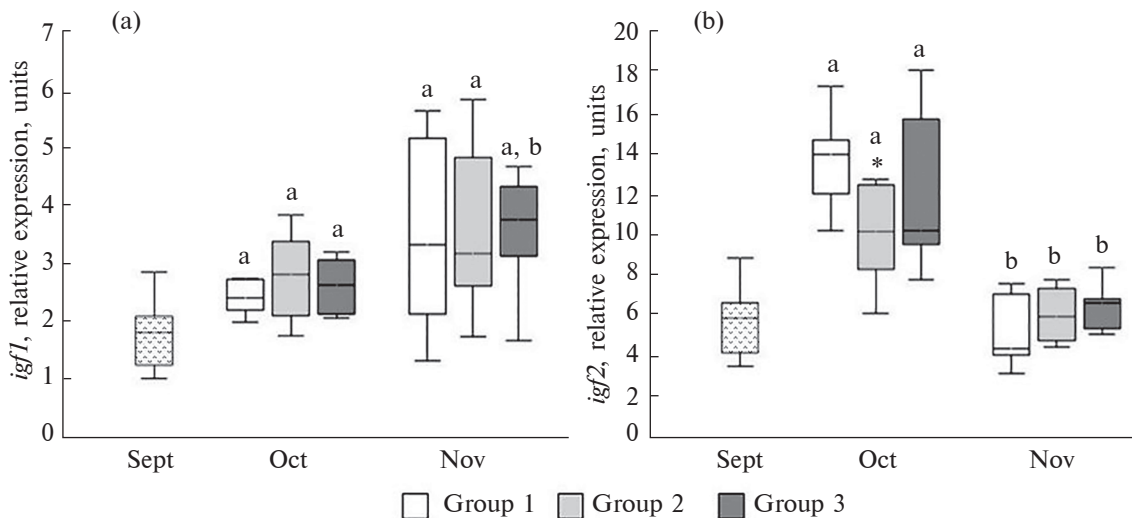 (a)
igf1, relative expression, units
7
6
5
4
3
2
1
0
a
a
a
a
a
a, b
Sept
Oct
Nov
(b)
igf2, relative expression, units
20
18
16
14
12
10
8
6
4
2
0
a
a
*
a
b
b
b
Sept
Oct
Nov
Group 1
Group 2
Group 3